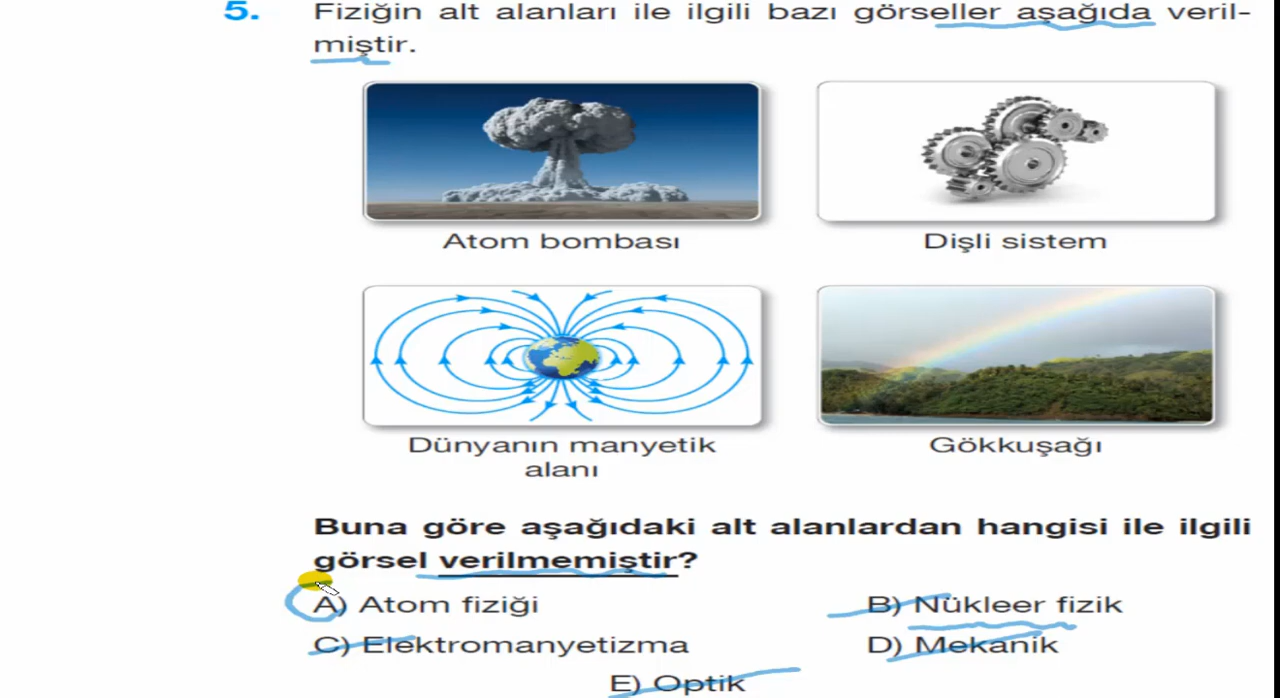 5. Fiziğin alt alanları ile ilgili bazı görseller aşağıda veril-
miştir.
Atom bombası
Dişli sistem
Dünyanın manyetik
alanı
Gökkuşağı
Buna göre aşağıdaki alt alanlardan hangisi ile ilgili
görsel verilmemiştir?
A) Atom fiziği
B) Nükleer fizik
C) Elektromanyetizma
D) Mekanik
E) Optik